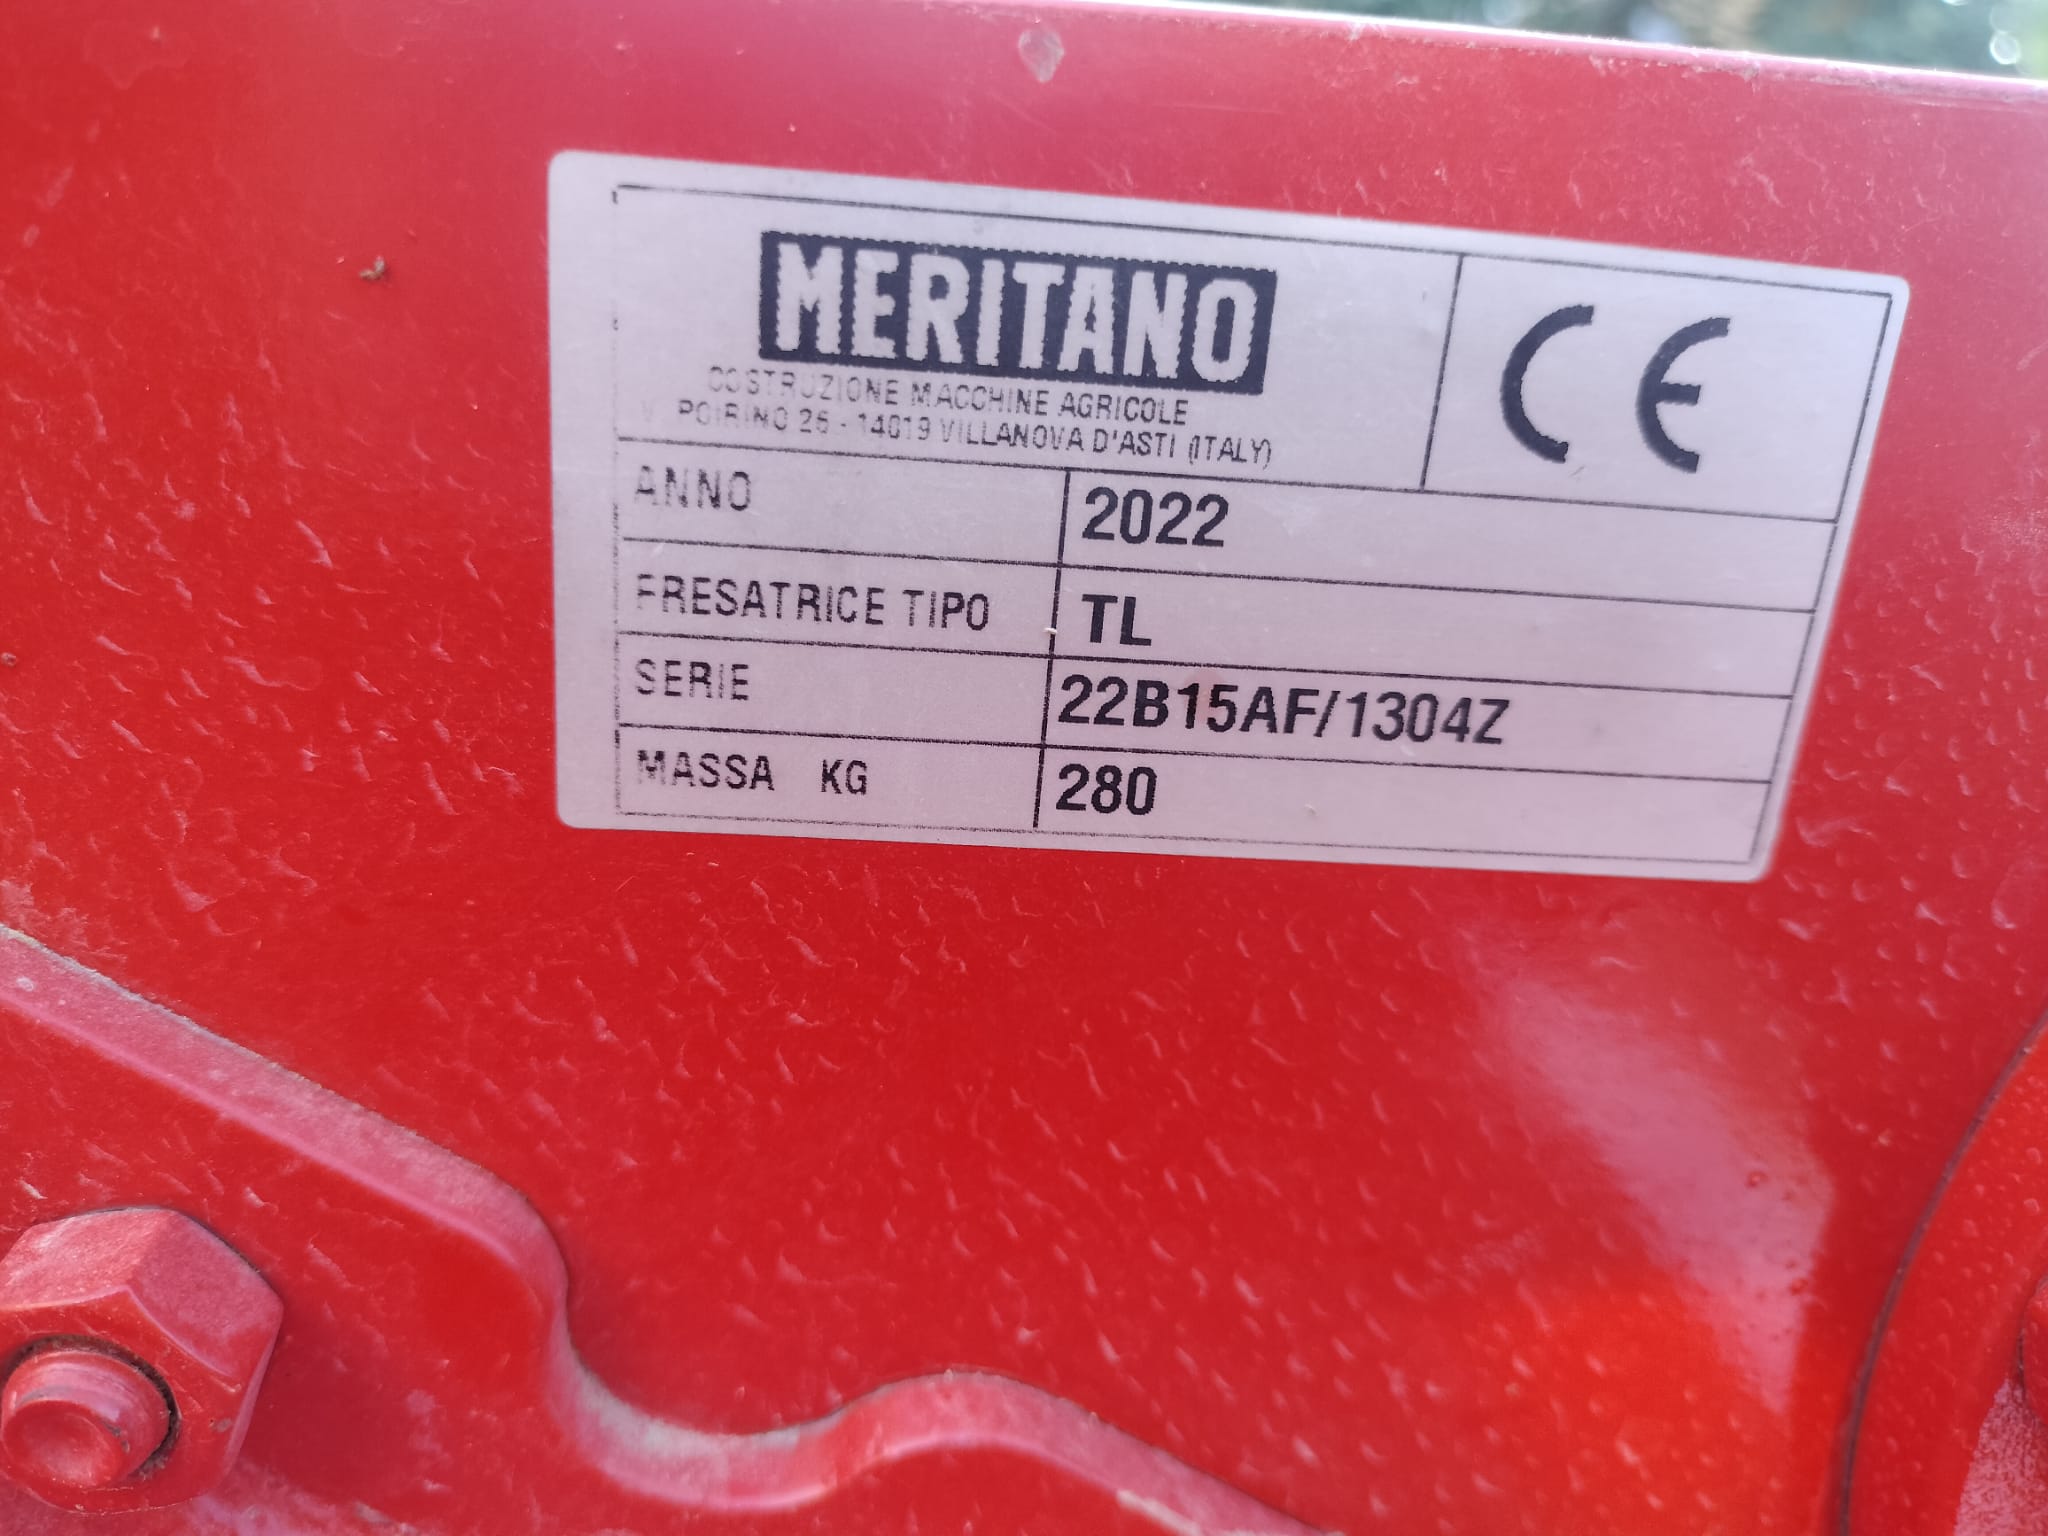 MERITANO
COSTRUZIONE MACCHINE AGRICOLE
V. POIRINO 26 - 14019 VILLANOVA D'ASTI (ITALY)
CE
ANNO 2022
FRESATRICE TIPO TL
SERIE 22B15AF/1304Z
MASSA KG 280